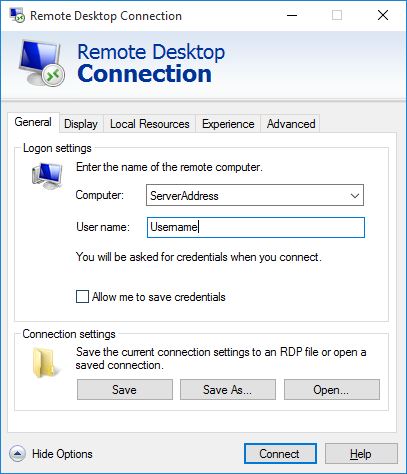 Remote Desktop Connection
Remote Desktop
Connection
General Display Local Resources Experience Advanced
Logon settings
Enter the name of the remote computer.
Computer: ServerAddress
User name: Username
You will be asked for credentials when you connect.
Allow me to save credentials
Connection settings
Save the current connection settings to an RDP file or open a
saved connection.
Save Save As... Open...
Hide Options Connect Help